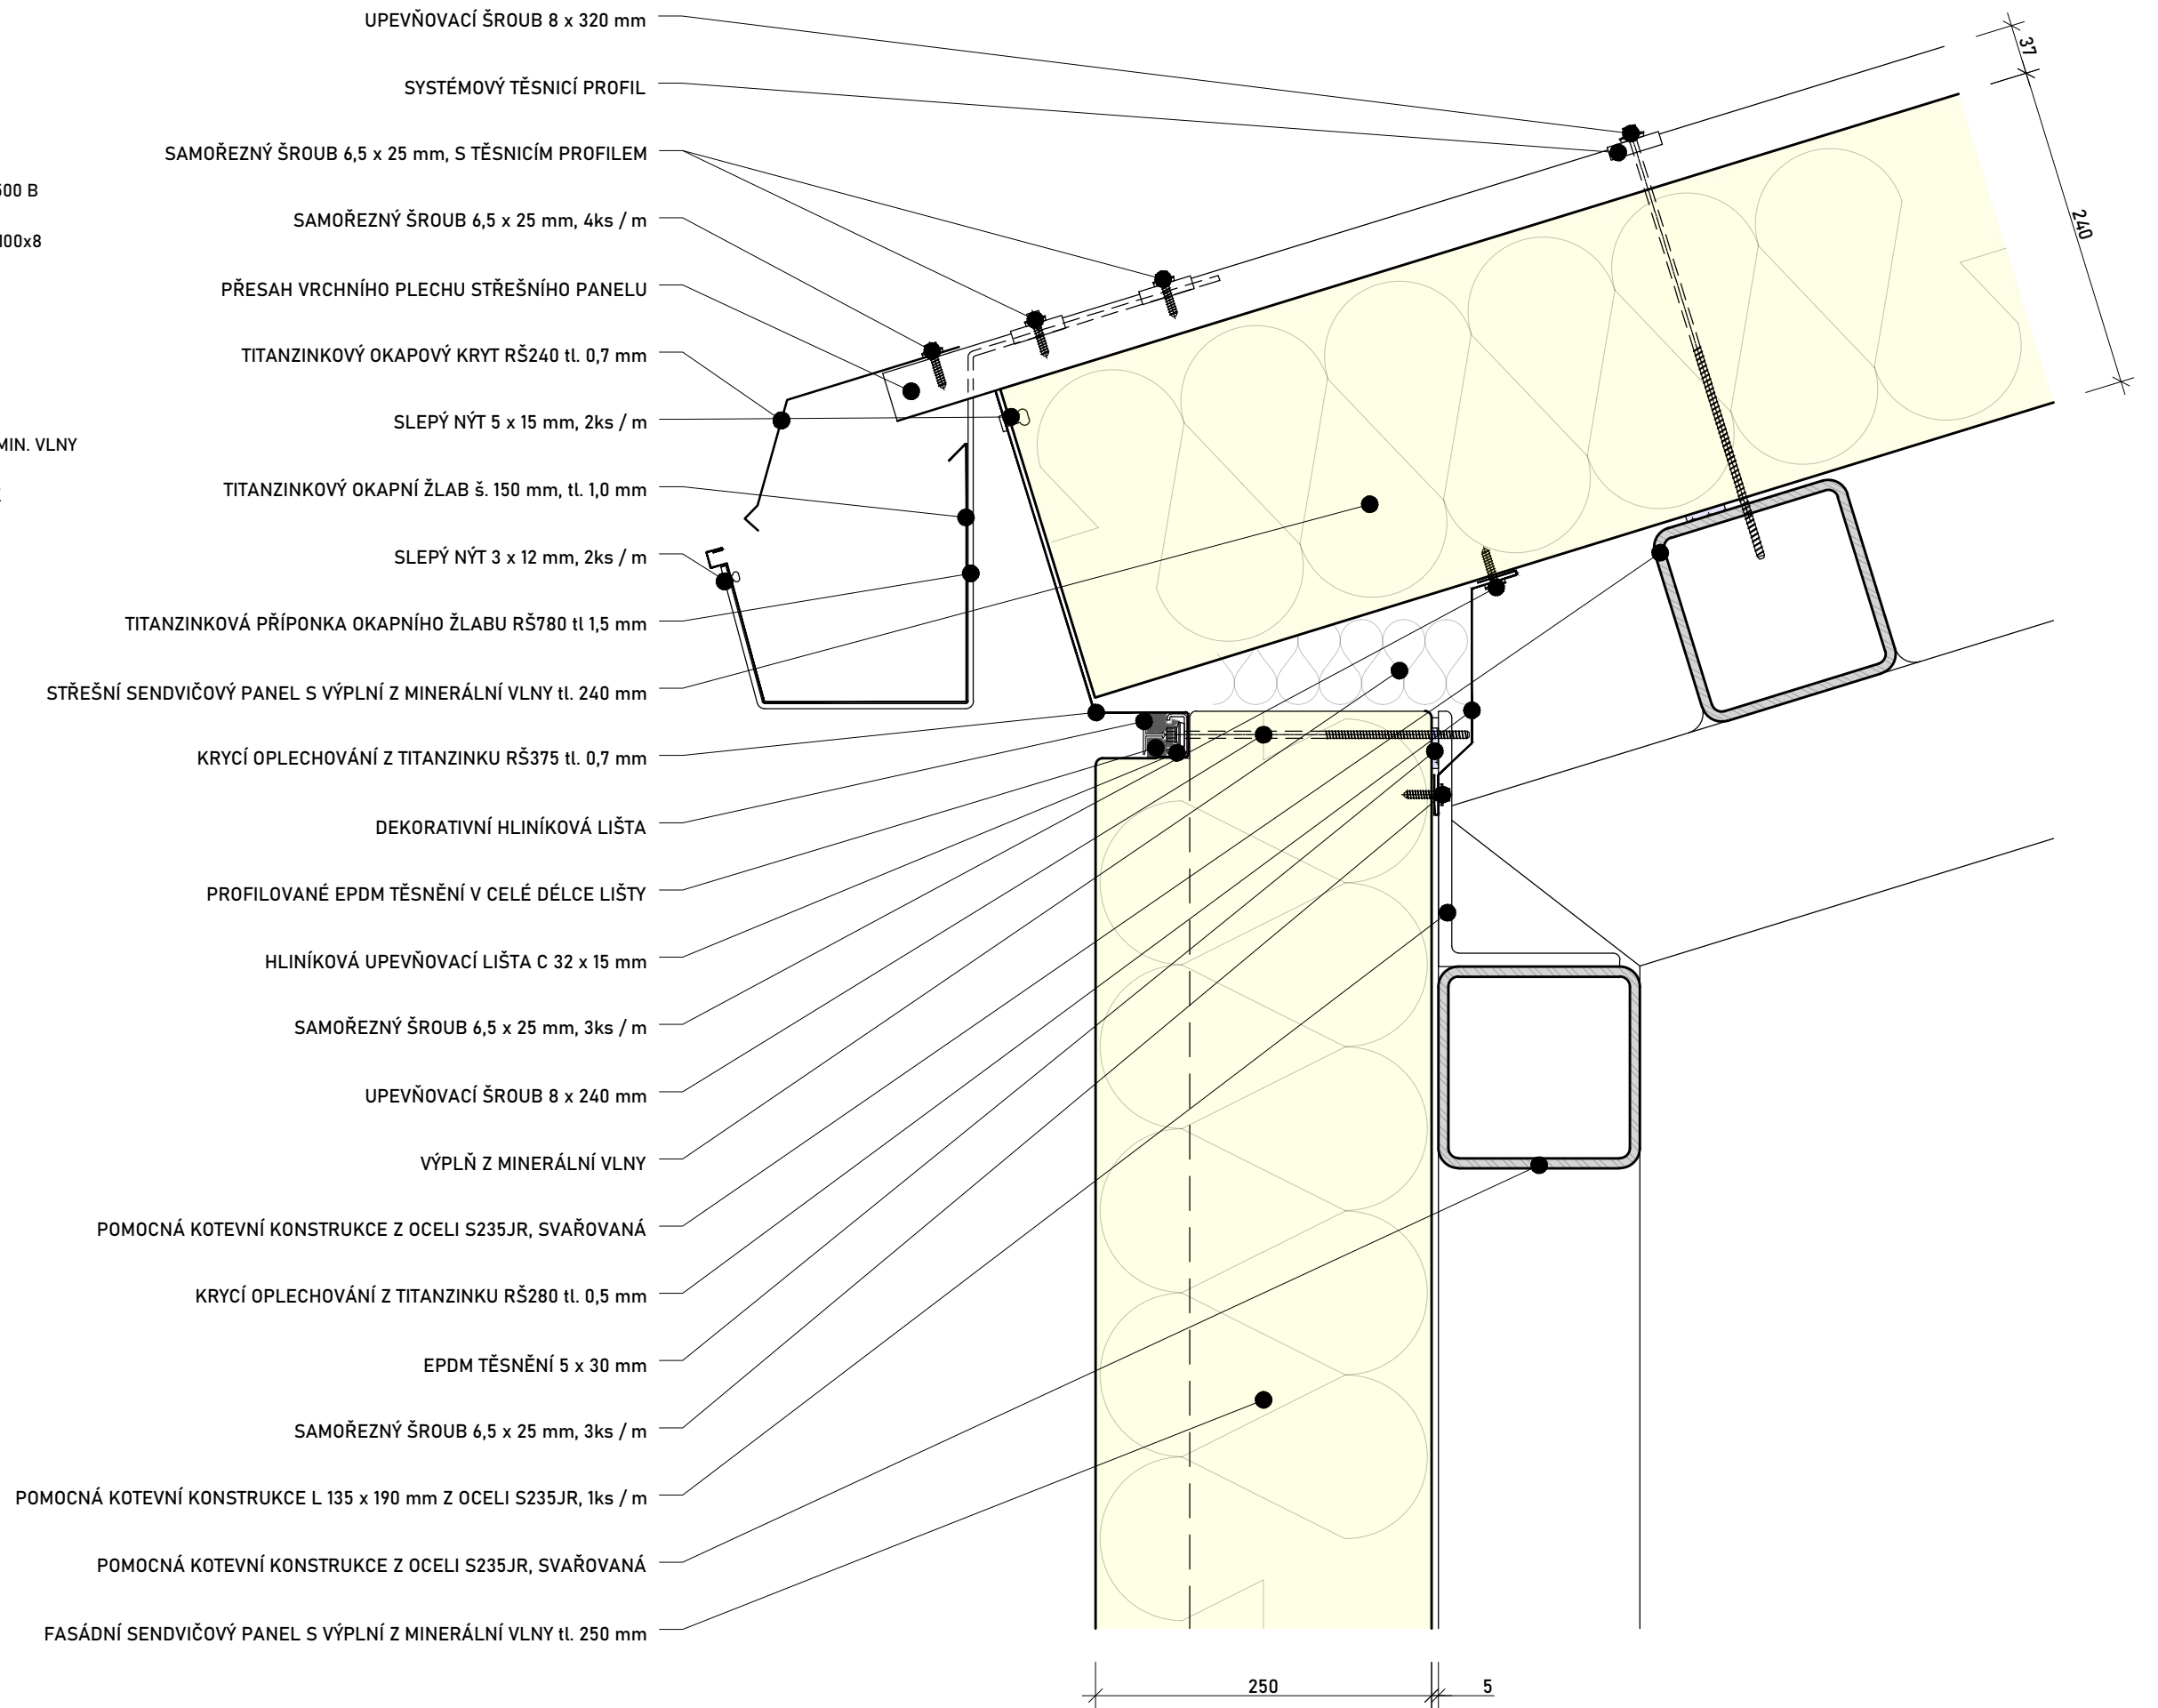 UPEVŇOVACÍ ŠROUB 8 x 320 mm
SYSTÉMOVÝ TĚSNICÍ PROFIL
SAMOŘEZNÝ ŠROUB 6,5 x 25 mm, S TĚSNICÍM PROFILEM
SAMOŘEZNÝ ŠROUB 6,5 x 25 mm, 4ks / m
PŘESAH VRCHNÍHO PLECHU STŘEŠNÍHO PANELU
TITANZINKOVÝ OKAPOVÝ KRYT RŠ240 tl. 0,7 mm
SLEPÝ NÝT 5 x 15 mm, 2ks / m
TITANZINKOVÝ OKAPNÍ ŽLAB š. 150 mm, tl. 1,0 mm
SLEPÝ NÝT 3 x 12 mm, 2ks / m
TITANZINKOVÁ PŘÍPONKA OKAPNÍHO ŽLABU RŠ780 tl 1,5 mm
STŘEŠNÍ SENDVIČOVÝ PANEL S VÝPLNÍ Z MINERÁLNÍ VLNY tl. 240 mm
KRYCÍ OPLECHOVÁNÍ Z TITANZINKU RŠ375 tl. 0,7 mm
DEKORATIVNÍ HLINÍKOVÁ LIŠTA
PROFILOVANÉ EPDM TĚSNĚNÍ V CELÉ DÉLCE LIŠTY
HLINÍKOVÁ UPEVŇOVACÍ LIŠTA C 32 x 15 mm
SAMOŘEZNÝ ŠROUB 6,5 x 25 mm, 3ks / m
UPEVŇOVACÍ ŠROUB 8 x 240 mm
VÝPLŇ Z MINERÁLNÍ VLNY
POMOCNÁ KOTEVNÍ KONSTRUKCE Z OCELI S235JR, SVAŘOVANÁ
KRYCÍ OPLECHOVÁNÍ Z TITANZINKU RŠ280 tl. 0,5 mm
EPDM TĚSNĚNÍ 5 x 30 mm
SAMOŘEZNÝ ŠROUB 6,5 x 25 mm, 3ks / m
POMOCNÁ KOTEVNÍ KONSTRUKCE L 135 x 190 mm Z OCELI S235JR, 1ks / m
POMOCNÁ KOTEVNÍ KONSTRUKCE Z OCELI S235JR, SVAŘOVANÁ
FASÁDNÍ SENDVIČOVÝ PANEL S VÝPLNÍ Z MINERÁLNÍ VLNY tl. 250 mm
B
MIN. VLNY
37
240
250
5